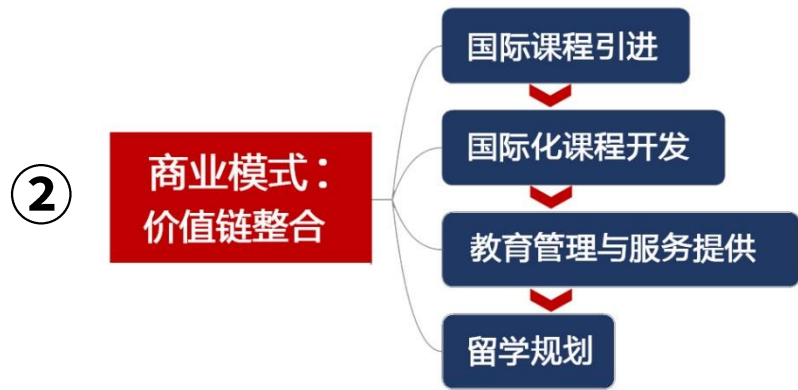 ②
商业模式：
价值链整合
国际课程引进
国际化课程开发
教育管理与服务提供
留学规划